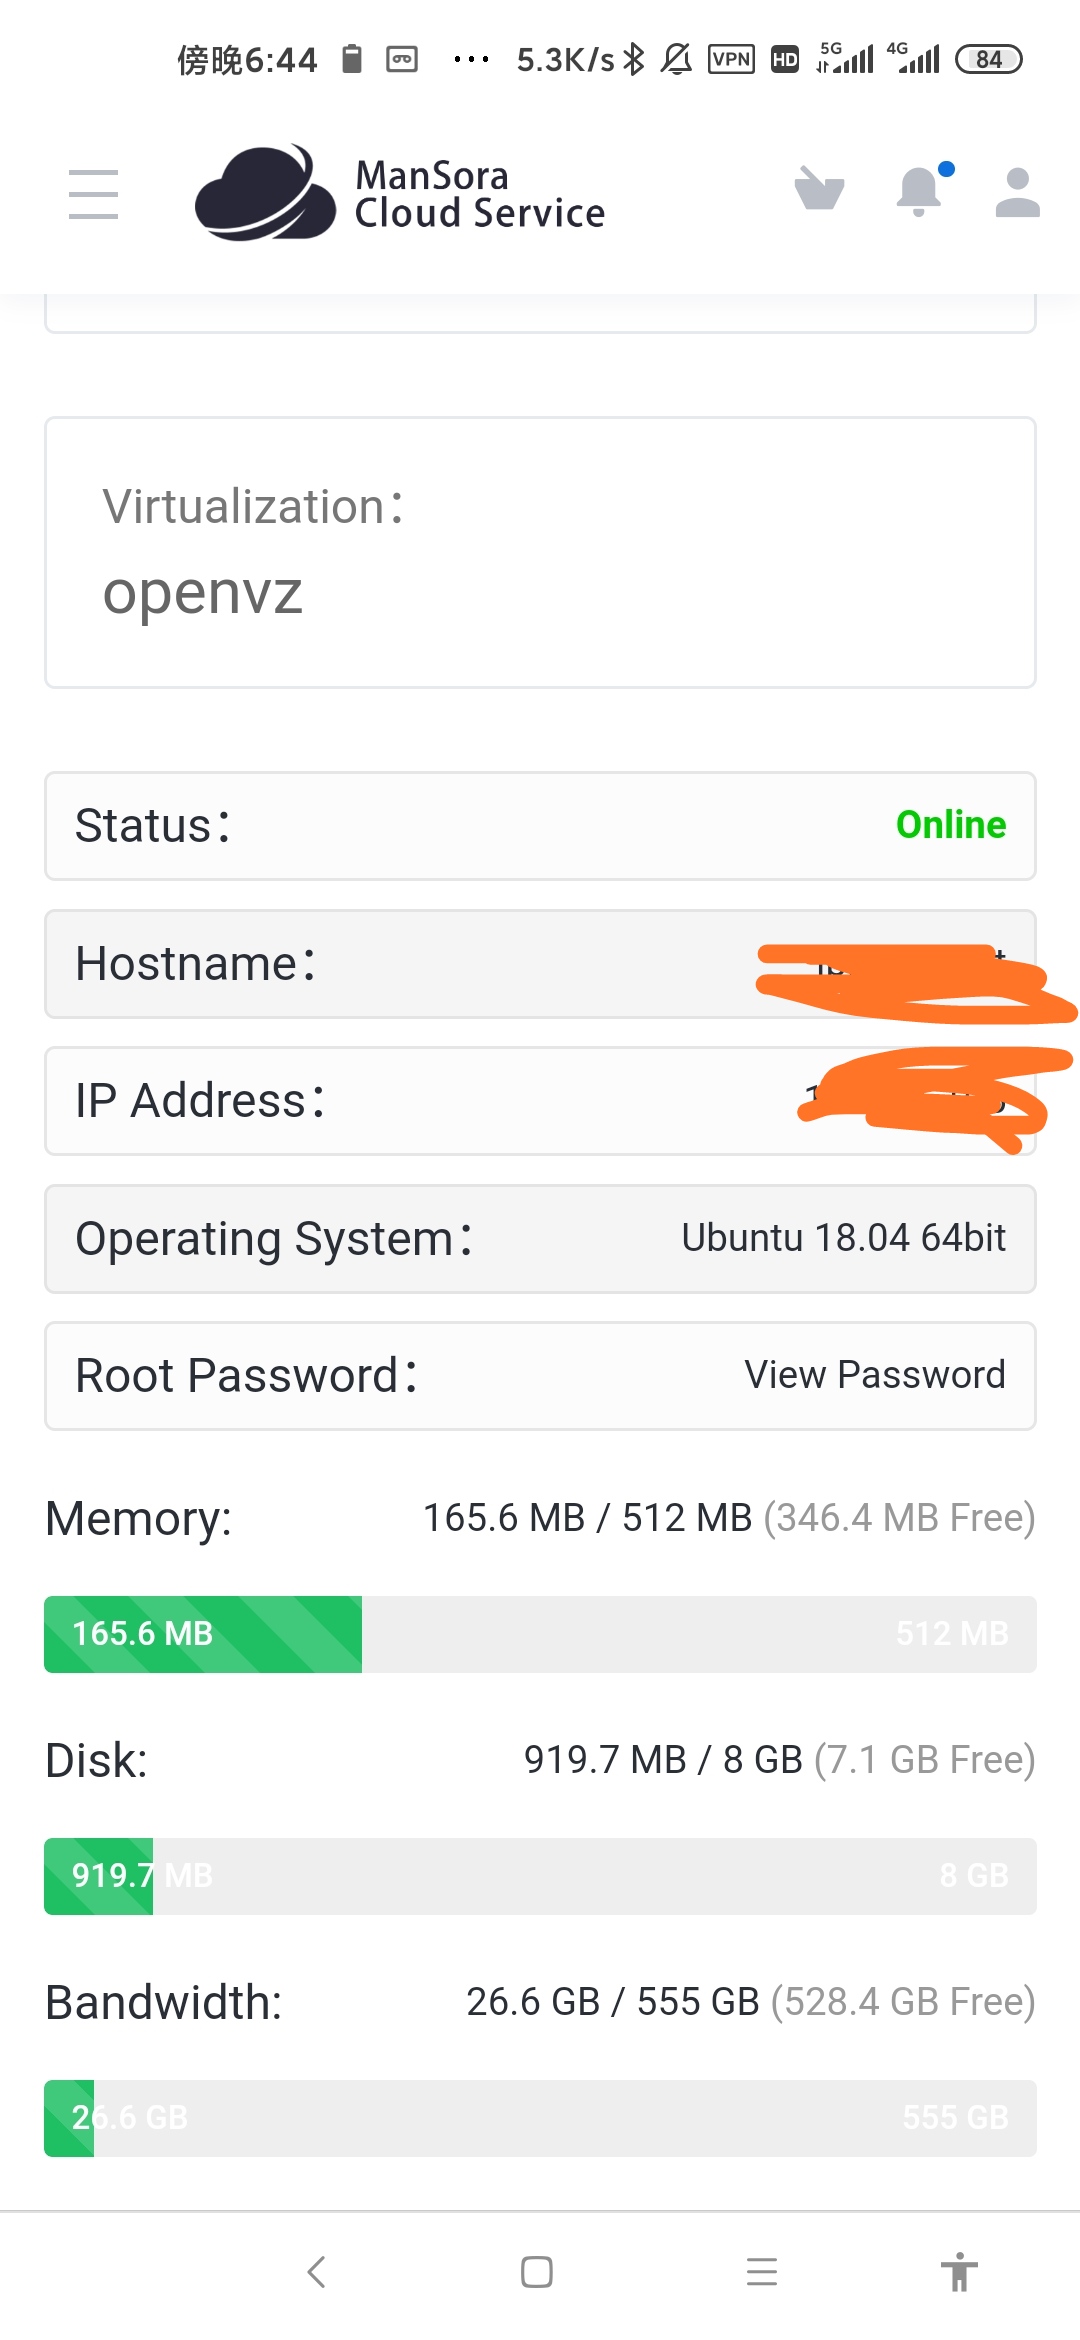 傍晚6:44 ... 5.3K/s VPN HD 5G 4G 84
ManSora
Cloud Service
Virtualization：
openvz
Status： Online
Hostname：
IP Address：
Operating System： Ubuntu 18.04 64bit
Root Password： View Password
Memory: 165.6 MB / 512 MB (346.4 MB Free)
165.6 MB 512 MB
Disk: 919.7 MB / 8 GB (7.1 GB Free)
919.7 MB 8 GB
Bandwidth: 26.6 GB / 555 GB (528.4 GB Free)
26.6 GB 555 GB